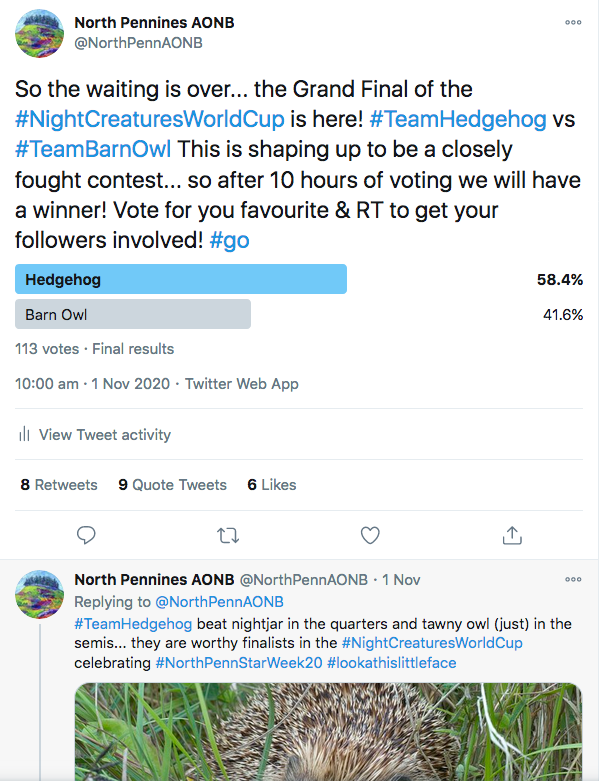 North Pennines AONB
@NorthPennAONB
So the waiting is over... the Grand Final of the
#NightCreaturesWorldCup is here! #TeamHedgehog vs
#TeamBarnOwl This is shaping up to be a closely
fought contest... so after 10 hours of voting we will have
a winner! Vote for you favourite & RT to get your
followers involved! #go
Hedgehog 58.4%
Barn Owl 41.6%
113 votes · Final results
10:00 am · 1 Nov 2020 · Twitter Web App
View Tweet activity
8 Retweets 9 Quote Tweets 6 Likes
North Pennines AONB @NorthPennAONB · 1 Nov
Replying to @NorthPennAONB
#TeamHedgehog beat nightjar in the quarters and tawny owl (just) in the
semis... they are worthy finalists in the #NightCreaturesWorldCup
celebrating #NorthPennStarWeek20 #lookathislittleface